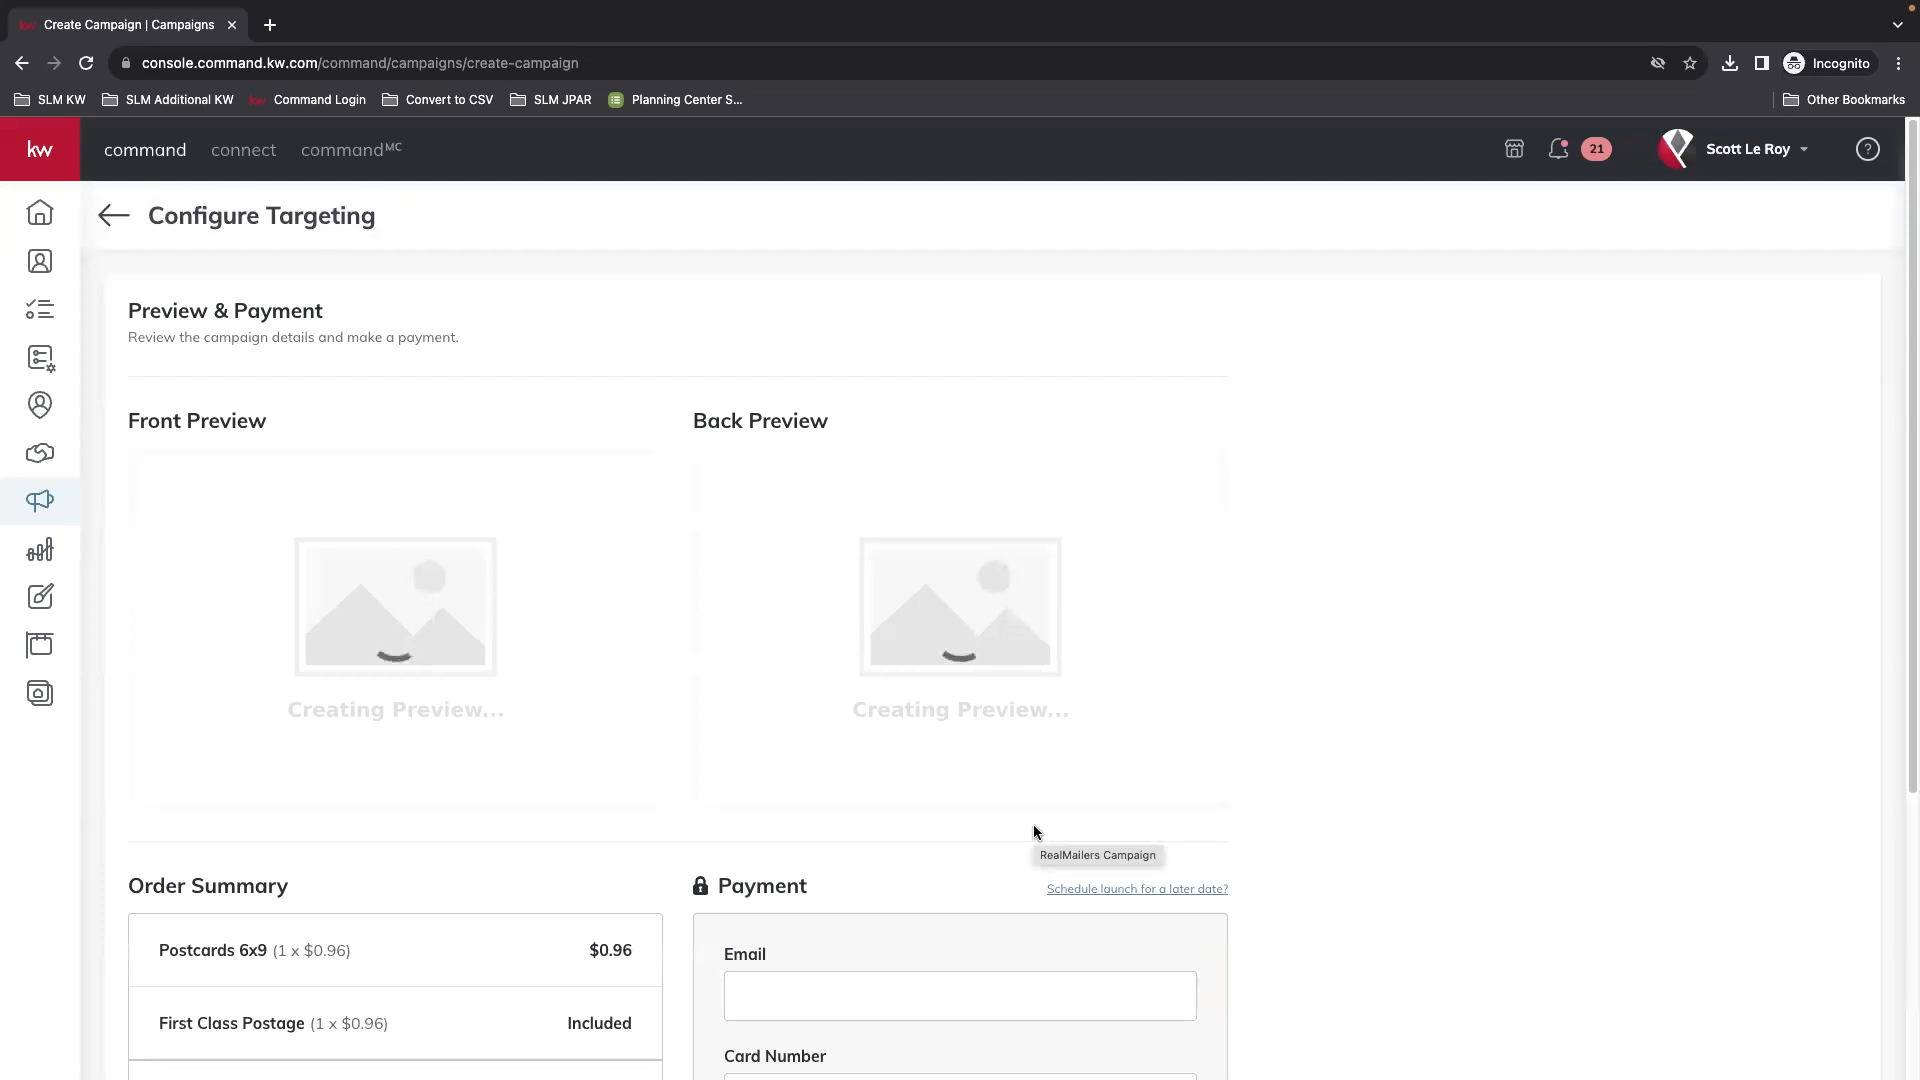 kw Create Campaign | Campaigns
console.command.kw.com/command/campaigns/create-campaign
Incognito
SLM KW
SLM Additional KW
kw Command Login
Convert to CSV
SLM JPAR
Planning Center S...
Other Bookmarks
kw
command
connect
commandMC
21
Scott Le Roy
?
Configure Targeting
Preview & Payment
Review the campaign details and make a payment.
Front Preview
Back Preview
Creating Preview...
Creating Preview...
RealMailers Campaign
Order Summary
Payment
Schedule launch for a later date?
Postcards 6x9 (1 x $0.96)
$0.96
Email
First Class Postage (1 x $0.96)
Included
Card Number